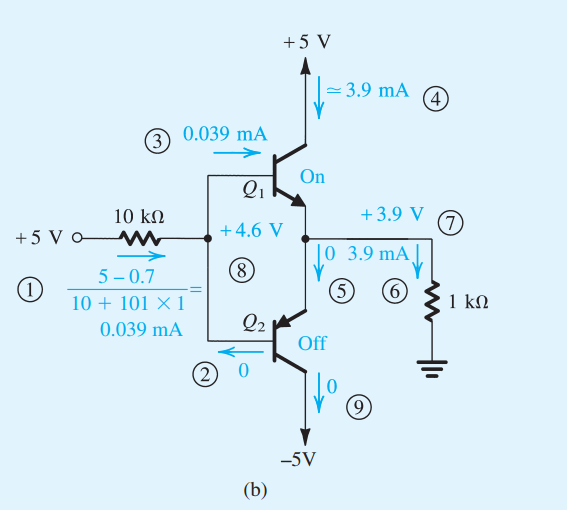 +5 V
≃ 3.9 mA ④
③ 0.039 mA
On
Q₁
10 kΩ
+3.9 V ⑦
+5 V
+4.6 V
0 3.9 mA
⑧
① 5 – 0.7
10 + 101 × 1
=
0.039 mA
⑤ ⑥
1 kΩ
Q₂
Off
② 0
0
⑨
–5V
(b)